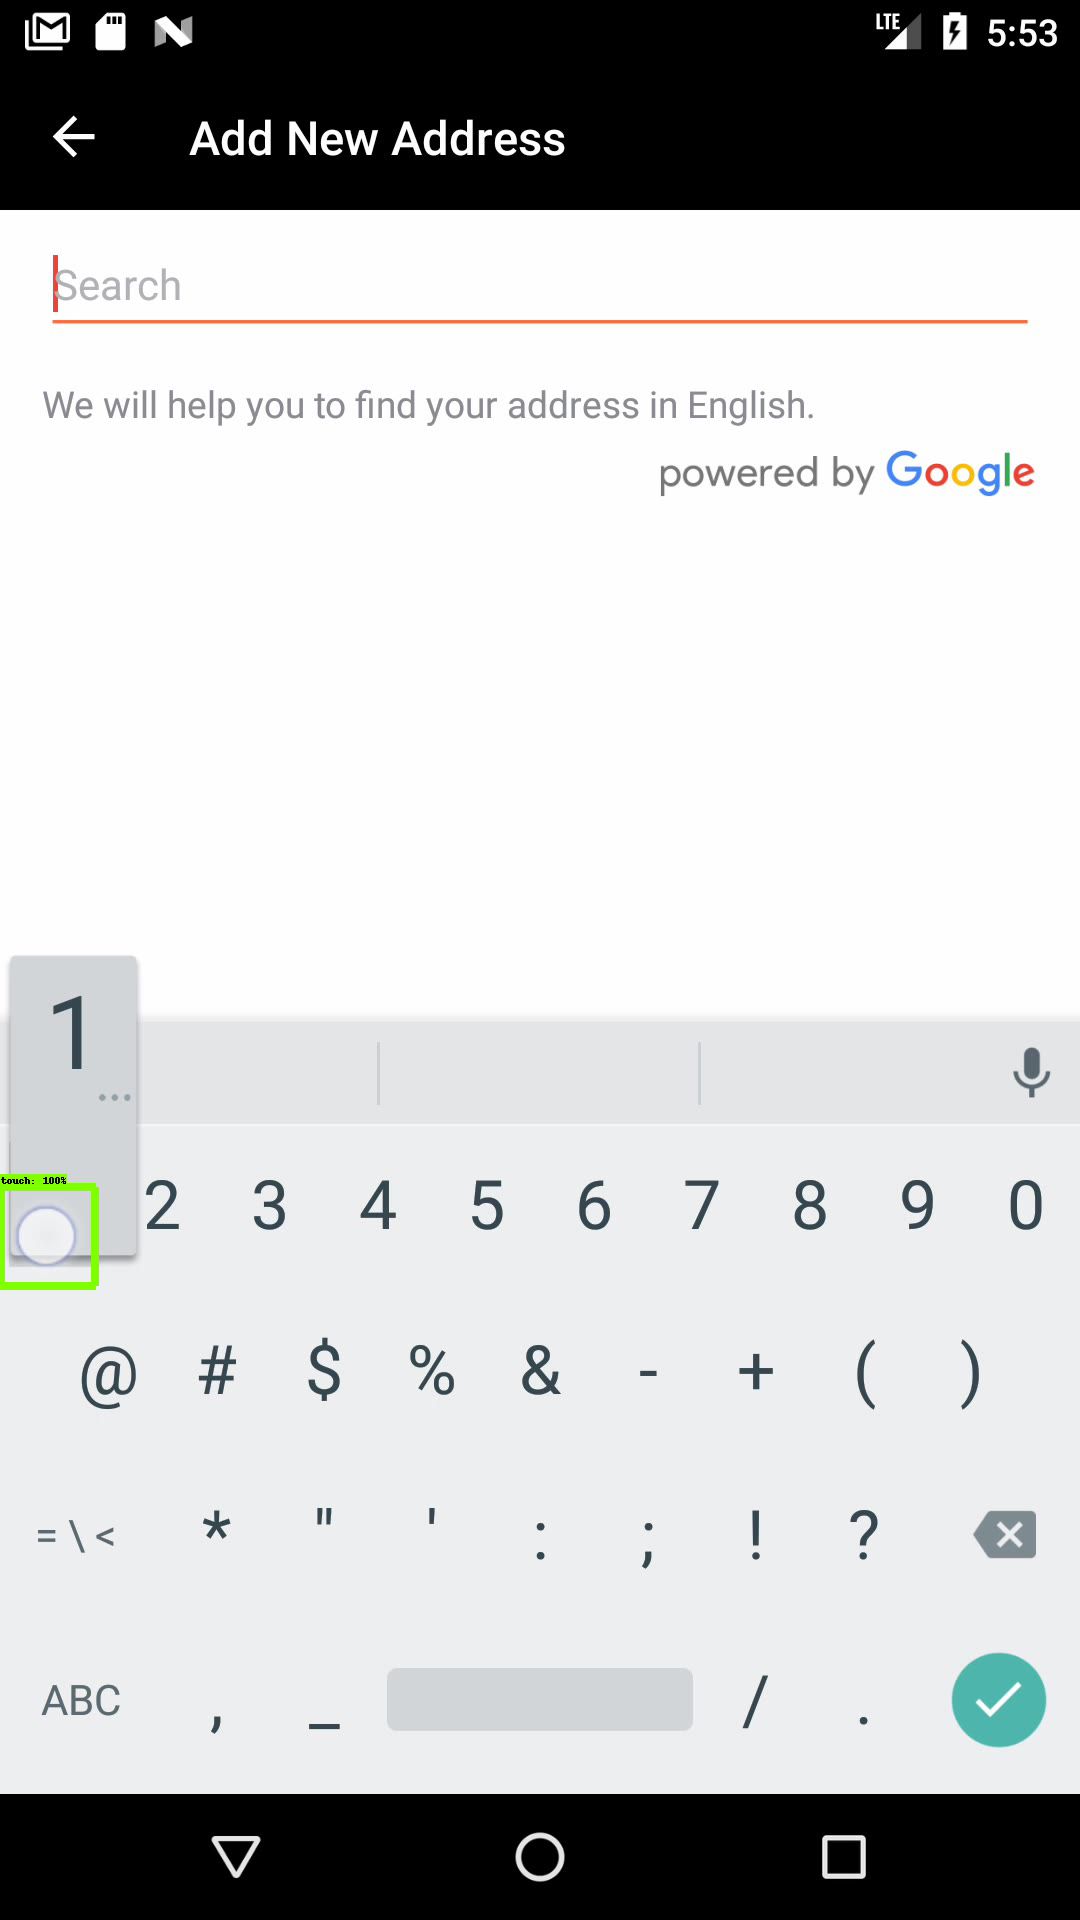 LTE 5:53
Add New Address
Search
We will help you to find your address in English.
powered by Google
1
...
touch: 100%
2 3 4 5 6 7 8 9 0
@ # $ % & - + ( )
= \ < * " ' : ; ! ?
ABC , _ / .